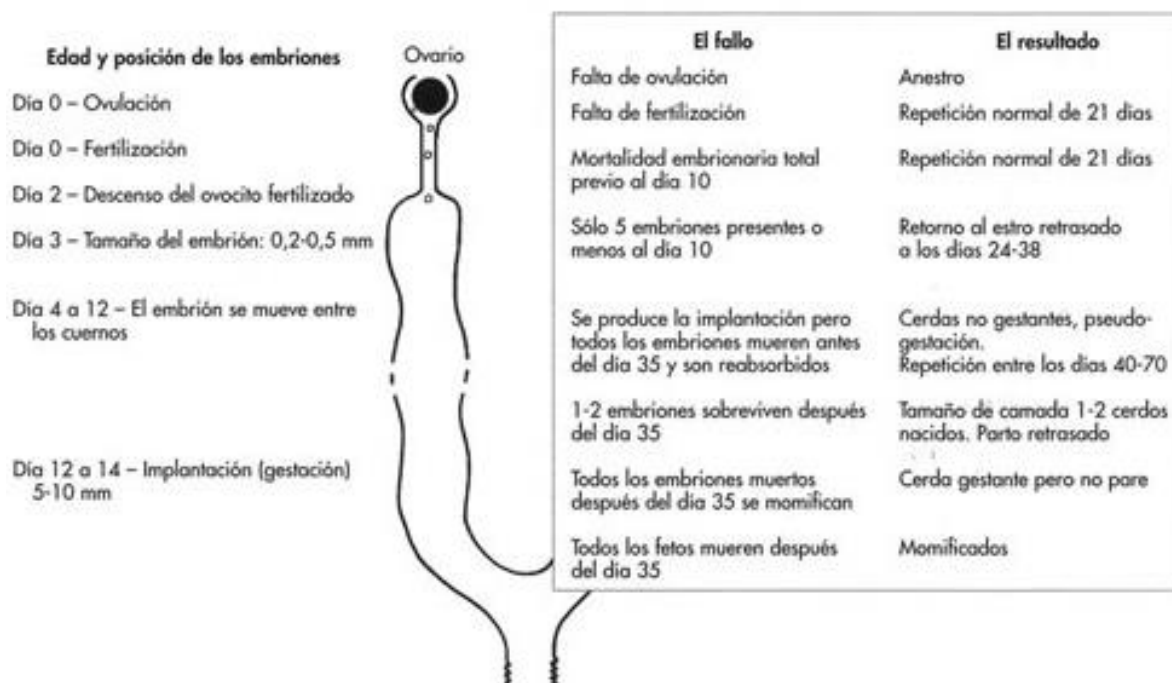 Edad y posición de los embriones
Ovario
Día 0 – Ovulación
Día 0 – Fertilización
Día 2 – Descenso del ovocito fertilizado
Día 3 – Tamaño del embrión: 0,2-0,5 mm
Día 4 a 12 – El embrión se mueve entre
los cuernos
Día 12 a 14 – Implantación (gestación)
5-10 mm
El fallo
El resultado
Falta de ovulación
Anestro
Falta de fertilización
Repetición normal de 21 días
Mortalidad embrionaria total
previo al día 10
Repetición normal de 21 días
Sólo 5 embriones presentes o
menos al día 10
Retorno al estro retrasado
a los días 24-38
Se produce la implantación pero
todos los embriones mueren antes
del día 35 y son reabsorbidos
Cerdas no gestantes, pseudo-
gestación.
Repetición entre los días 40-70
1-2 embriones sobreviven después
del día 35
Tamaño de camada 1-2 cerdos
nacidos. Parto retrasado
Todos los embriones muertos
después del día 35 se momifican
Cerda gestante pero no pare
Todos los fetos mueren después
del día 35
Momificados